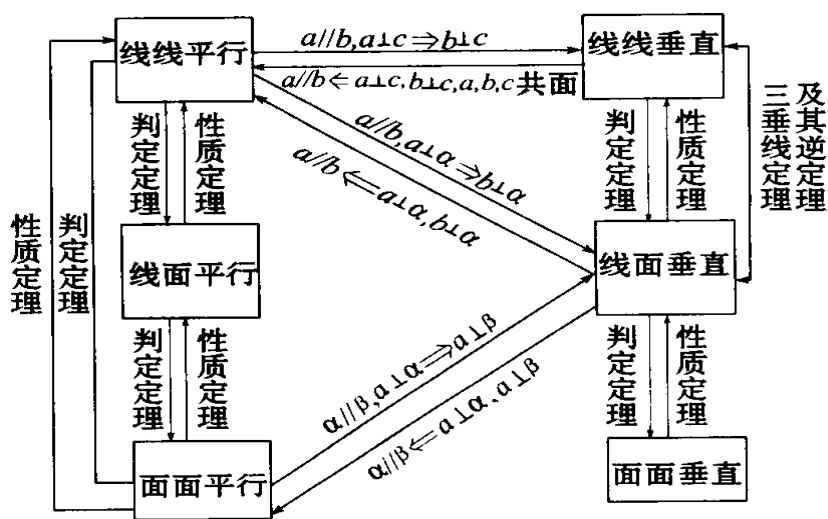 线线平行
a//b,a⊥c⇒b⊥c
a//b⇐a⊥c,b⊥c,a,b,c共面
线线垂直
判定定理
性质定理
a//b,a⊥α⇒b⊥α
a//b⇐a⊥α,b⊥α
判定定理
性质定理
三垂线定理
及其逆定理
性质定理
判定定理
线面平行
线面垂直
判定定理
性质定理
α//β,a⊥α⇒a⊥β
α//β⇐a⊥α,a⊥β
判定定理
性质定理
面面平行
面面垂直